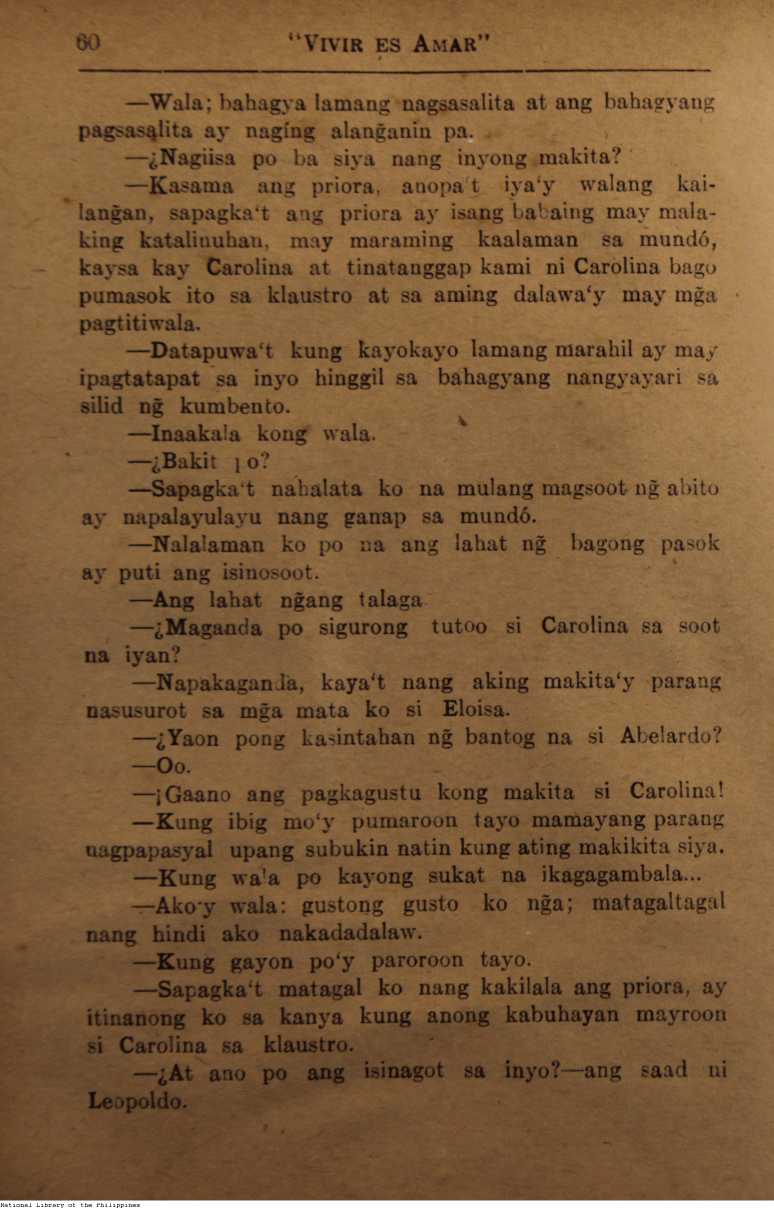 60 “VIVIR ES AMAR”
—Wala; bahagya lamang nagsasalita at ang bahagyang
pagsasalita ay naging alang̃anin pa.
—¿Nagiisa po ba siya nang inyong makita?
—Kasama ang priora, anopa‘t iya‘y walang kai-
lang̃an, sapagka‘t ang priora ay isang babaing may mala-
king katalinuhan, may maraming kaalaman sa mundó,
kaysa kay Carolina at tinatanggap kami ni Carolina bago
pumasok ito sa klaustro at sa aming dalawa‘y may mg̃a
pagtitiwala.
—Datapuwa‘t kung kayokayo lamang marahil ay may
ipagtatapat sa inyo hinggil sa bahagyang nangyayari sa
silid ng̃ kumbento.
—Inaakala kong wala.
—¿Bakit po?
—Sapagka‘t nahalata ko na mulang magsoot ng̃ abito
ay napalayulayu nang ganap sa mundó.
—Nalalaman ko po na ang lahat ng̃ bagong pasok
ay puti ang isinosoot.
—Ang lahat ng̃ang talaga
—¿Maganda po sigurong tutoo si Carolina sa soot
na iyan?
—Napakaganda, kaya‘t nang aking makita‘y parang
nasusurot sa mg̃a mata ko si Eloisa.
—¿Yaon pong kasintahan ng̃ bantog na si Abelardo?
—Oo.
—¡Gaano ang pagkagustu kong makita si Carolina!
—Kung ibig mo‘y pumaroon tayo mamayang parang
nagpapasyal upang subukin natin kung ating makikita siya.
—Kung wala po kayong sukat na ikagagambala...
—Ako‘y wala: gustong gusto ko ng̃a; matagaltagal
nang hindi ako nakadadalaw.
—Kung gayon po‘y paroroon tayo.
—Sapagka‘t matagal ko nang kakilala ang priora, ay
itinanong ko sa kanya kung anong kabuhayan mayroon
si Carolina sa klaustro.
—¿At ano po ang isinagot sa inyo?—ang saad ni
Leopoldo.
National Library of the Philippines